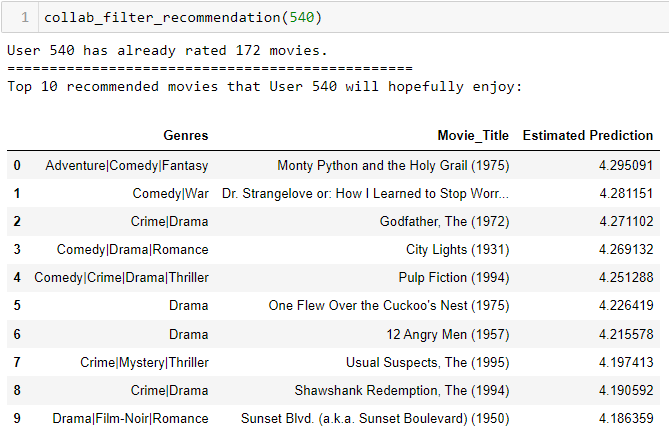 1 collab_filter_recommendation(540)
User 540 has already rated 172 movies.
==============================================
Top 10 recommended movies that User 540 will hopefully enjoy:
Genres Movie_Title Estimated Prediction
0 Adventure|Comedy|Fantasy Monty Python and the Holy Grail (1975) 4.295091
1 Comedy|War Dr. Strangelove or: How I Learned to Stop Worr... 4.281151
2 Crime|Drama Godfather, The (1972) 4.271102
3 Comedy|Drama|Romance City Lights (1931) 4.269132
4 Comedy|Crime|Drama|Thriller Pulp Fiction (1994) 4.251288
5 Drama One Flew Over the Cuckoo's Nest (1975) 4.226419
6 Drama 12 Angry Men (1957) 4.215578
7 Crime|Mystery|Thriller Usual Suspects, The (1995) 4.197413
8 Crime|Drama Shawshank Redemption, The (1994) 4.190592
9 Drama|Film-Noir|Romance Sunset Blvd. (a.k.a. Sunset Boulevard) (1950) 4.186359